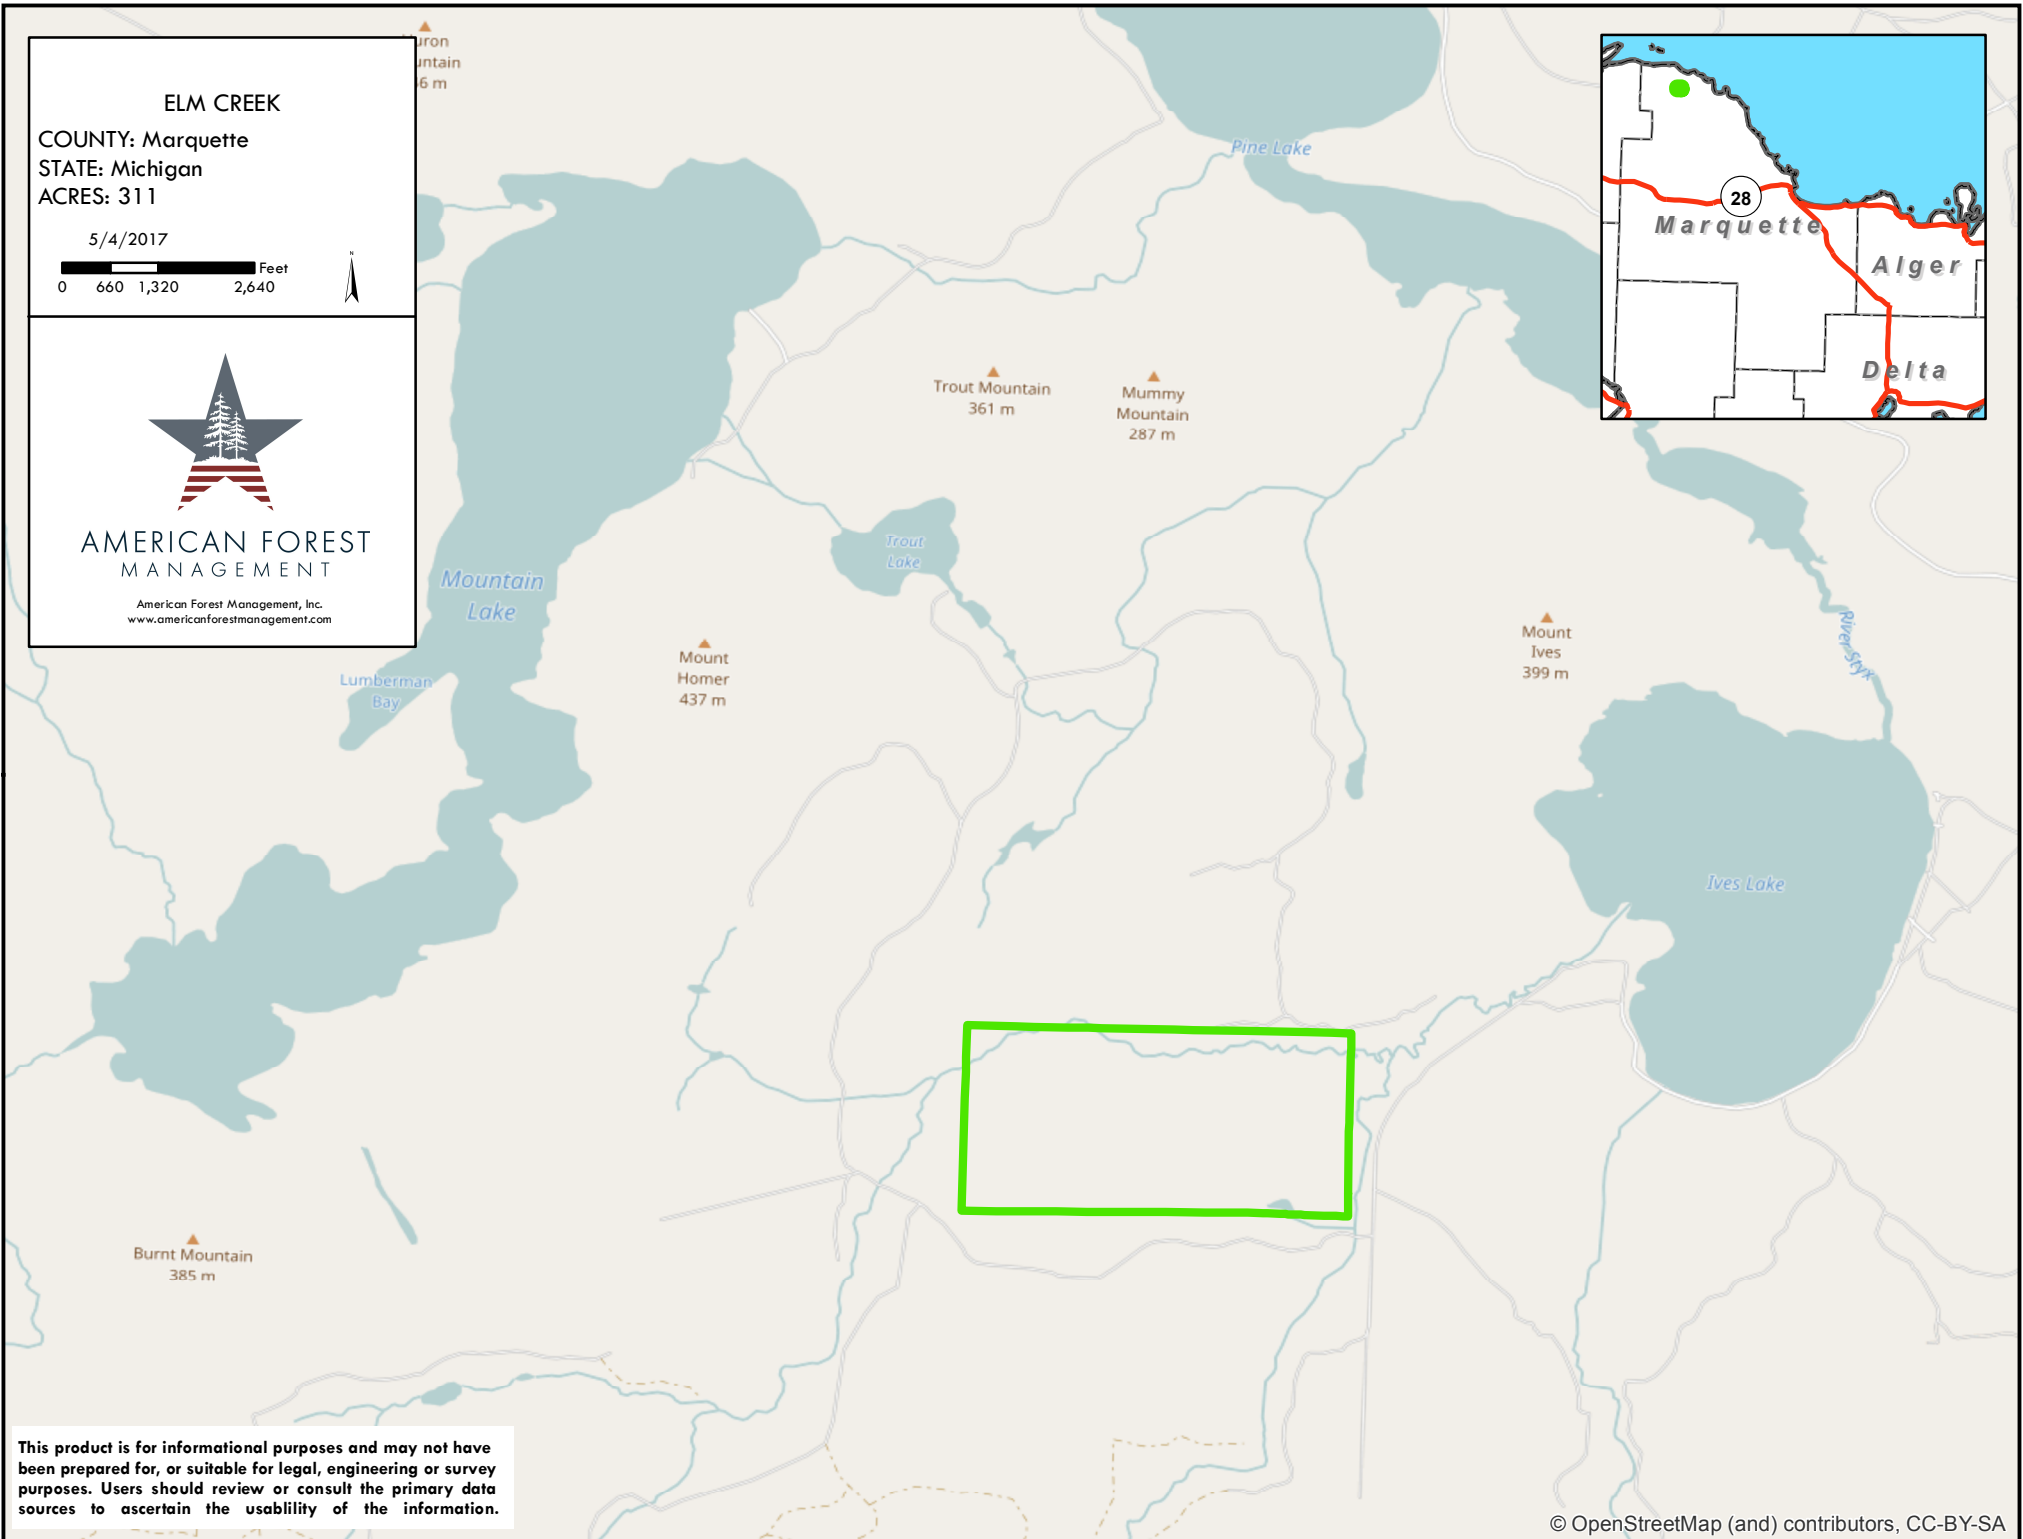 ELM CREEK
COUNTY: Marquette
STATE: Michigan
ACRES: 311
5/4/2017
Feet
0 660 1,320 2,640
N
AMERICAN FOREST
MANAGEMENT
American Forest Management, Inc.
www.americanforestmanagement.com
Pine Lake
28
Marquette
Alger
Delta
Trout Mountain
361 m
Mummy
Mountain
287 m
Trout
Lake
Mountain
Lake
Lumberman
Bay
Mount
Homer
437 m
Mount
Ives
399 m
River Styx
Ives Lake
Burnt Mountain
385 m
This product is for informational purposes and may not have
been prepared for, or suitable for legal, engineering or survey
purposes. Users should review or consult the primary data
sources to ascertain the usablility of the information.
© OpenStreetMap (and) contributors, CC-BY-SA